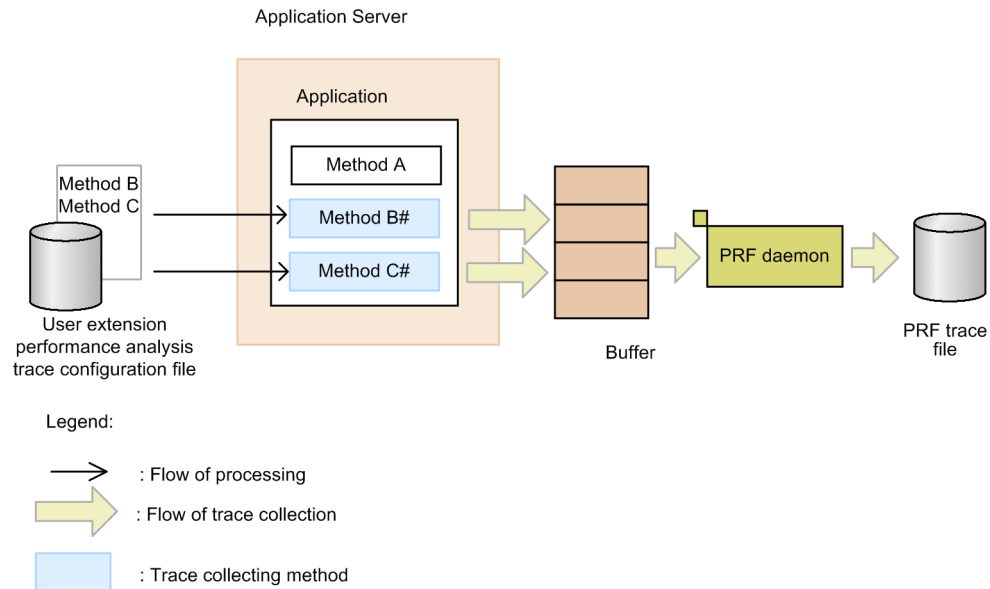 Application Server
Application
Method A
Method B
Method C
Method B#
Method C#
PRF daemon
User extension
performance analysis
trace configuration file
Buffer
PRF trace
file
Legend:
: Flow of processing
: Flow of trace collection
: Trace collecting method